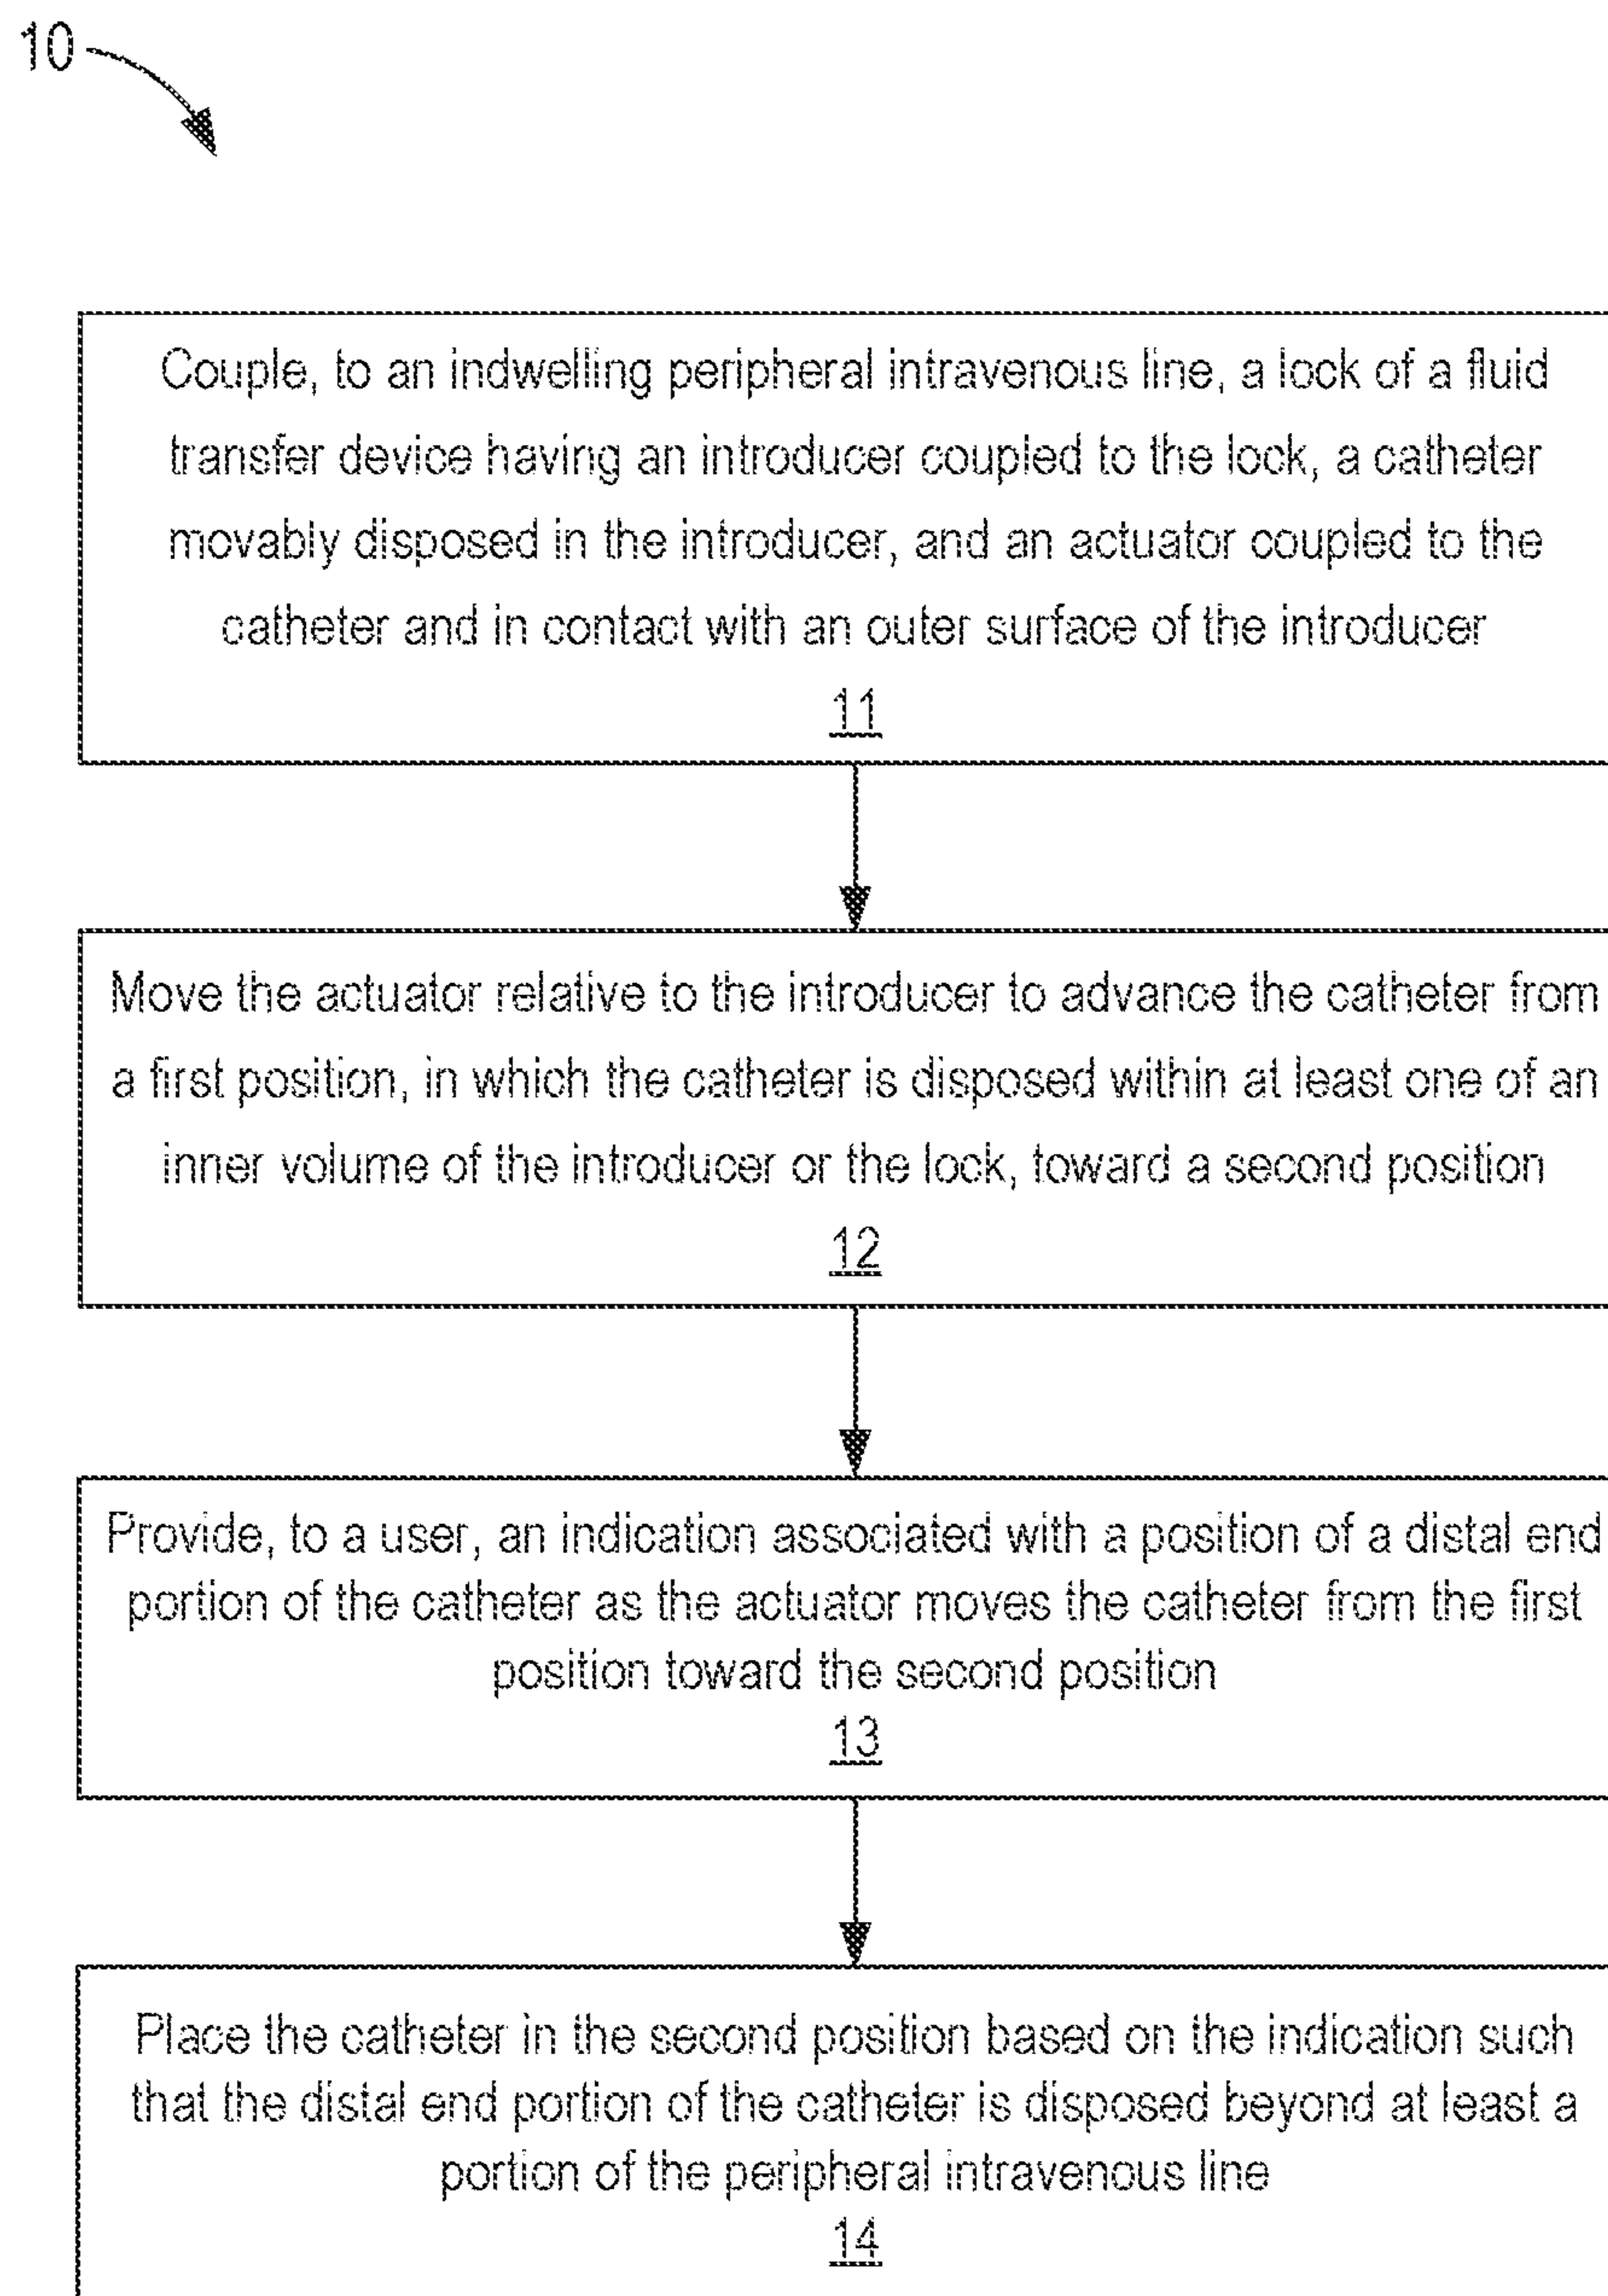 10
Couple, to an indwelling peripheral intravenous line, a lock of a fluid
transfer device having an introducer coupled to the lock, a catheter
movably disposed in the introducer, and an actuator coupled to the
catheter and in contact with an outer surface of the introducer
11
Move the actuator relative to the introducer to advance the catheter from
a first position, in which the catheter is disposed within at least one of an
inner volume of the introducer or the lock, toward a second position
12
Provide, to a user, an indication associated with a position of a distal end
portion of the catheter as the actuator moves the catheter from the first
position toward the second position
13
Place the catheter in the second position based on the indication such
that the distal end portion of the catheter is disposed beyond at least a
portion of the peripheral intravenous line
14